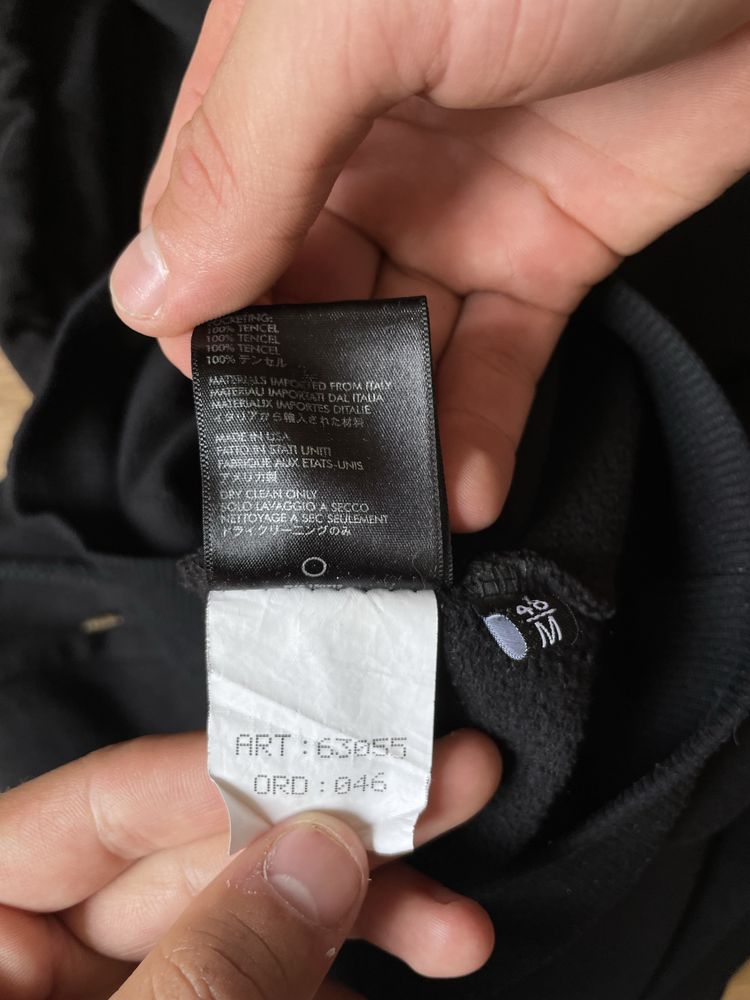 POCKETING:
100% TENCEL
100% TENCEL
100% TENCEL
100% テンセル
MATERIALS IMPORTED FROM ITALY
MATERIALI IMPORTATI DAL ITALIA
MATERIAUX IMPORTES D'ITALIE
イタリアから輸入された材料
MADE IN USA
FATTO IN STATI UNITI
FABRIQUE AUX ETATS-UNIS
アメリカ製
DRY CLEAN ONLY
SOLO LAVAGGIO A SECCO
NETTOYAGE A SEC SEULEMENT
ドライクリーニングのみ
ART:63055
ORD:046
46
M